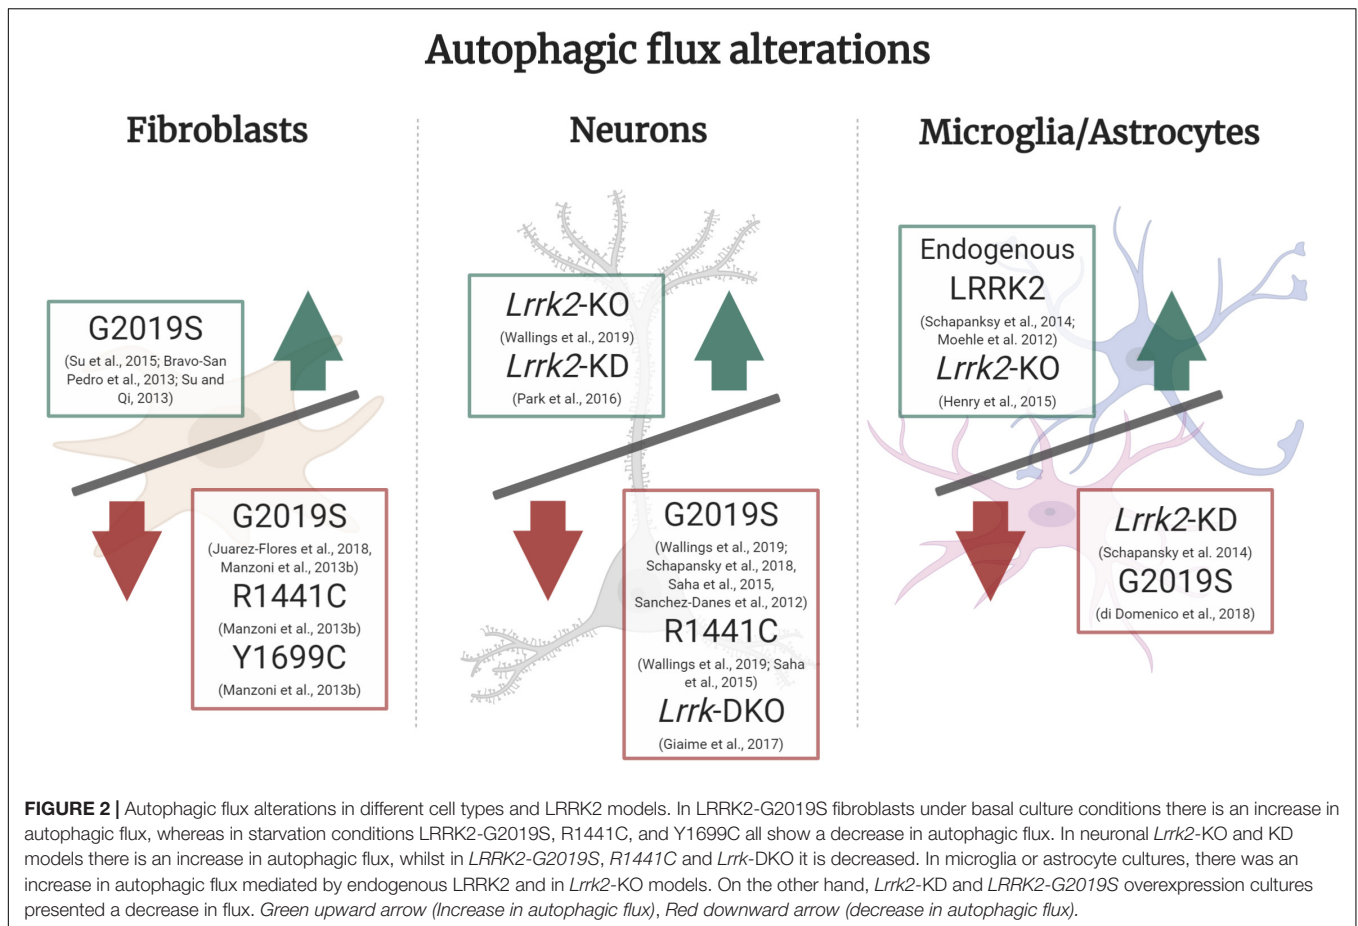 Autophagic flux alterations
Fibroblasts
G2019S
(Su et al., 2015; Bravo-San
Pedro et al., 2013; Su and
Qi, 2013)
G2019S
(Juarez-Flores et al., 2018,
Manzoni et al., 2013b)
R1441C
(Manzoni et al., 2013b)
Y1699C
(Manzoni et al., 2013b)
Neurons
Lrrk2-KO
(Wallings et al., 2019)
Lrrk2-KD
(Park et al., 2016)
G2019S
(Wallings et al., 2019;
Schapansky et al., 2018,
Saha et al., 2015,
Sanchez-Danes et al., 2012)
R1441C
(Wallings et al., 2019; Saha
et al., 2015)
Lrrk-DKO
(Giaime et al., 2017)
Microglia/Astrocytes
Endogenous
LRRK2
(Schapanksy et al., 2014;
Moehle et al. 2012)
Lrrk2-KO
(Henry et al., 2015)
Lrrk2-KD
(Schapansky et al. 2014)
G2019S
(di Domenico et al., 2018)
FIGURE 2 | Autophagic flux alterations in different cell types and LRRK2 models. In LRRK2-G2019S fibroblasts under basal culture conditions there is an increase in
autophagic flux, whereas in starvation conditions LRRK2-G2019S, R1441C, and Y1699C all show a decrease in autophagic flux. In neuronal Lrrk2-KO and KD
models there is an increase in autophagic flux, whilst in LRRK2-G2019S, R1441C and Lrrk-DKO it is decreased. In microglia or astrocyte cultures, there was an
increase in autophagic flux mediated by endogenous LRRK2 and in Lrrk2-KO models. On the other hand, Lrrk2-KD and LRRK2-G2019S overexpression cultures
presented a decrease in flux. Green upward arrow (Increase in autophagic flux), Red downward arrow (decrease in autophagic flux).